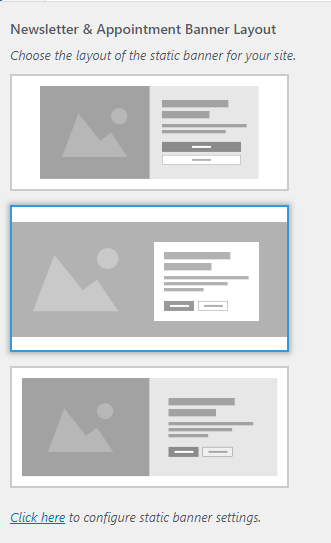 Newsletter & Appointment Banner Layout
Choose the layout of the static banner for your site.
Click here to configure static banner settings.